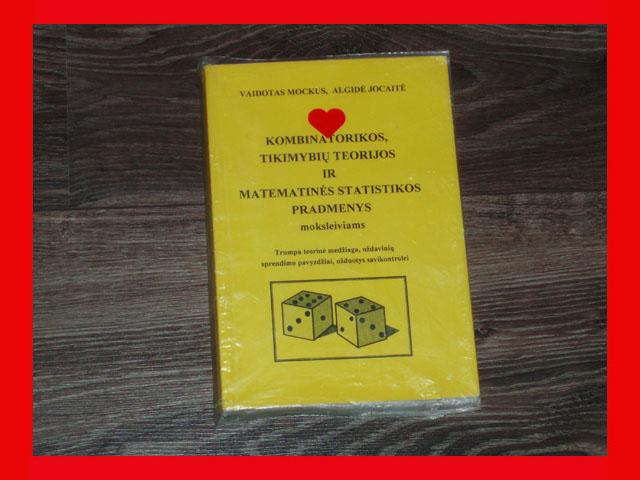 VAIDOTAS MOCKUS, ALGIDĖ JOCAITĖ
KOMBINATORIKOS,
TIKIMYBIŲ TEORIJOS
IR
MATEMATINĖS STATISTIKOS
PRADMENYS
moksleiviams
Trumpa teorinė medžiaga, uždavinių
sprendimo pavyzdžiai, užduotys savikontrolei